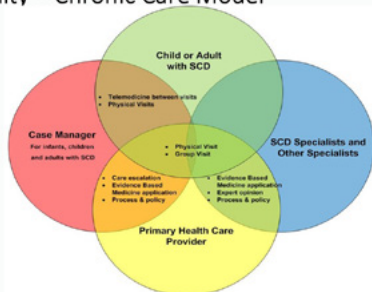 ity – Chronic Care Model
Child or Adult
with SCD
• Telemedicine between visits
• Physical Visits
Case Manager
For infants, children
and adults with SCD
• Physical Visit
• Group Visit
SCD Specialists and
Other Specialists
• Care escalation
• Evidence Based
Medicine application
• Process & policy
• Evidence Based
Medicine application
• Expert opinion
• Process & policy
Primary Health Care
Provider